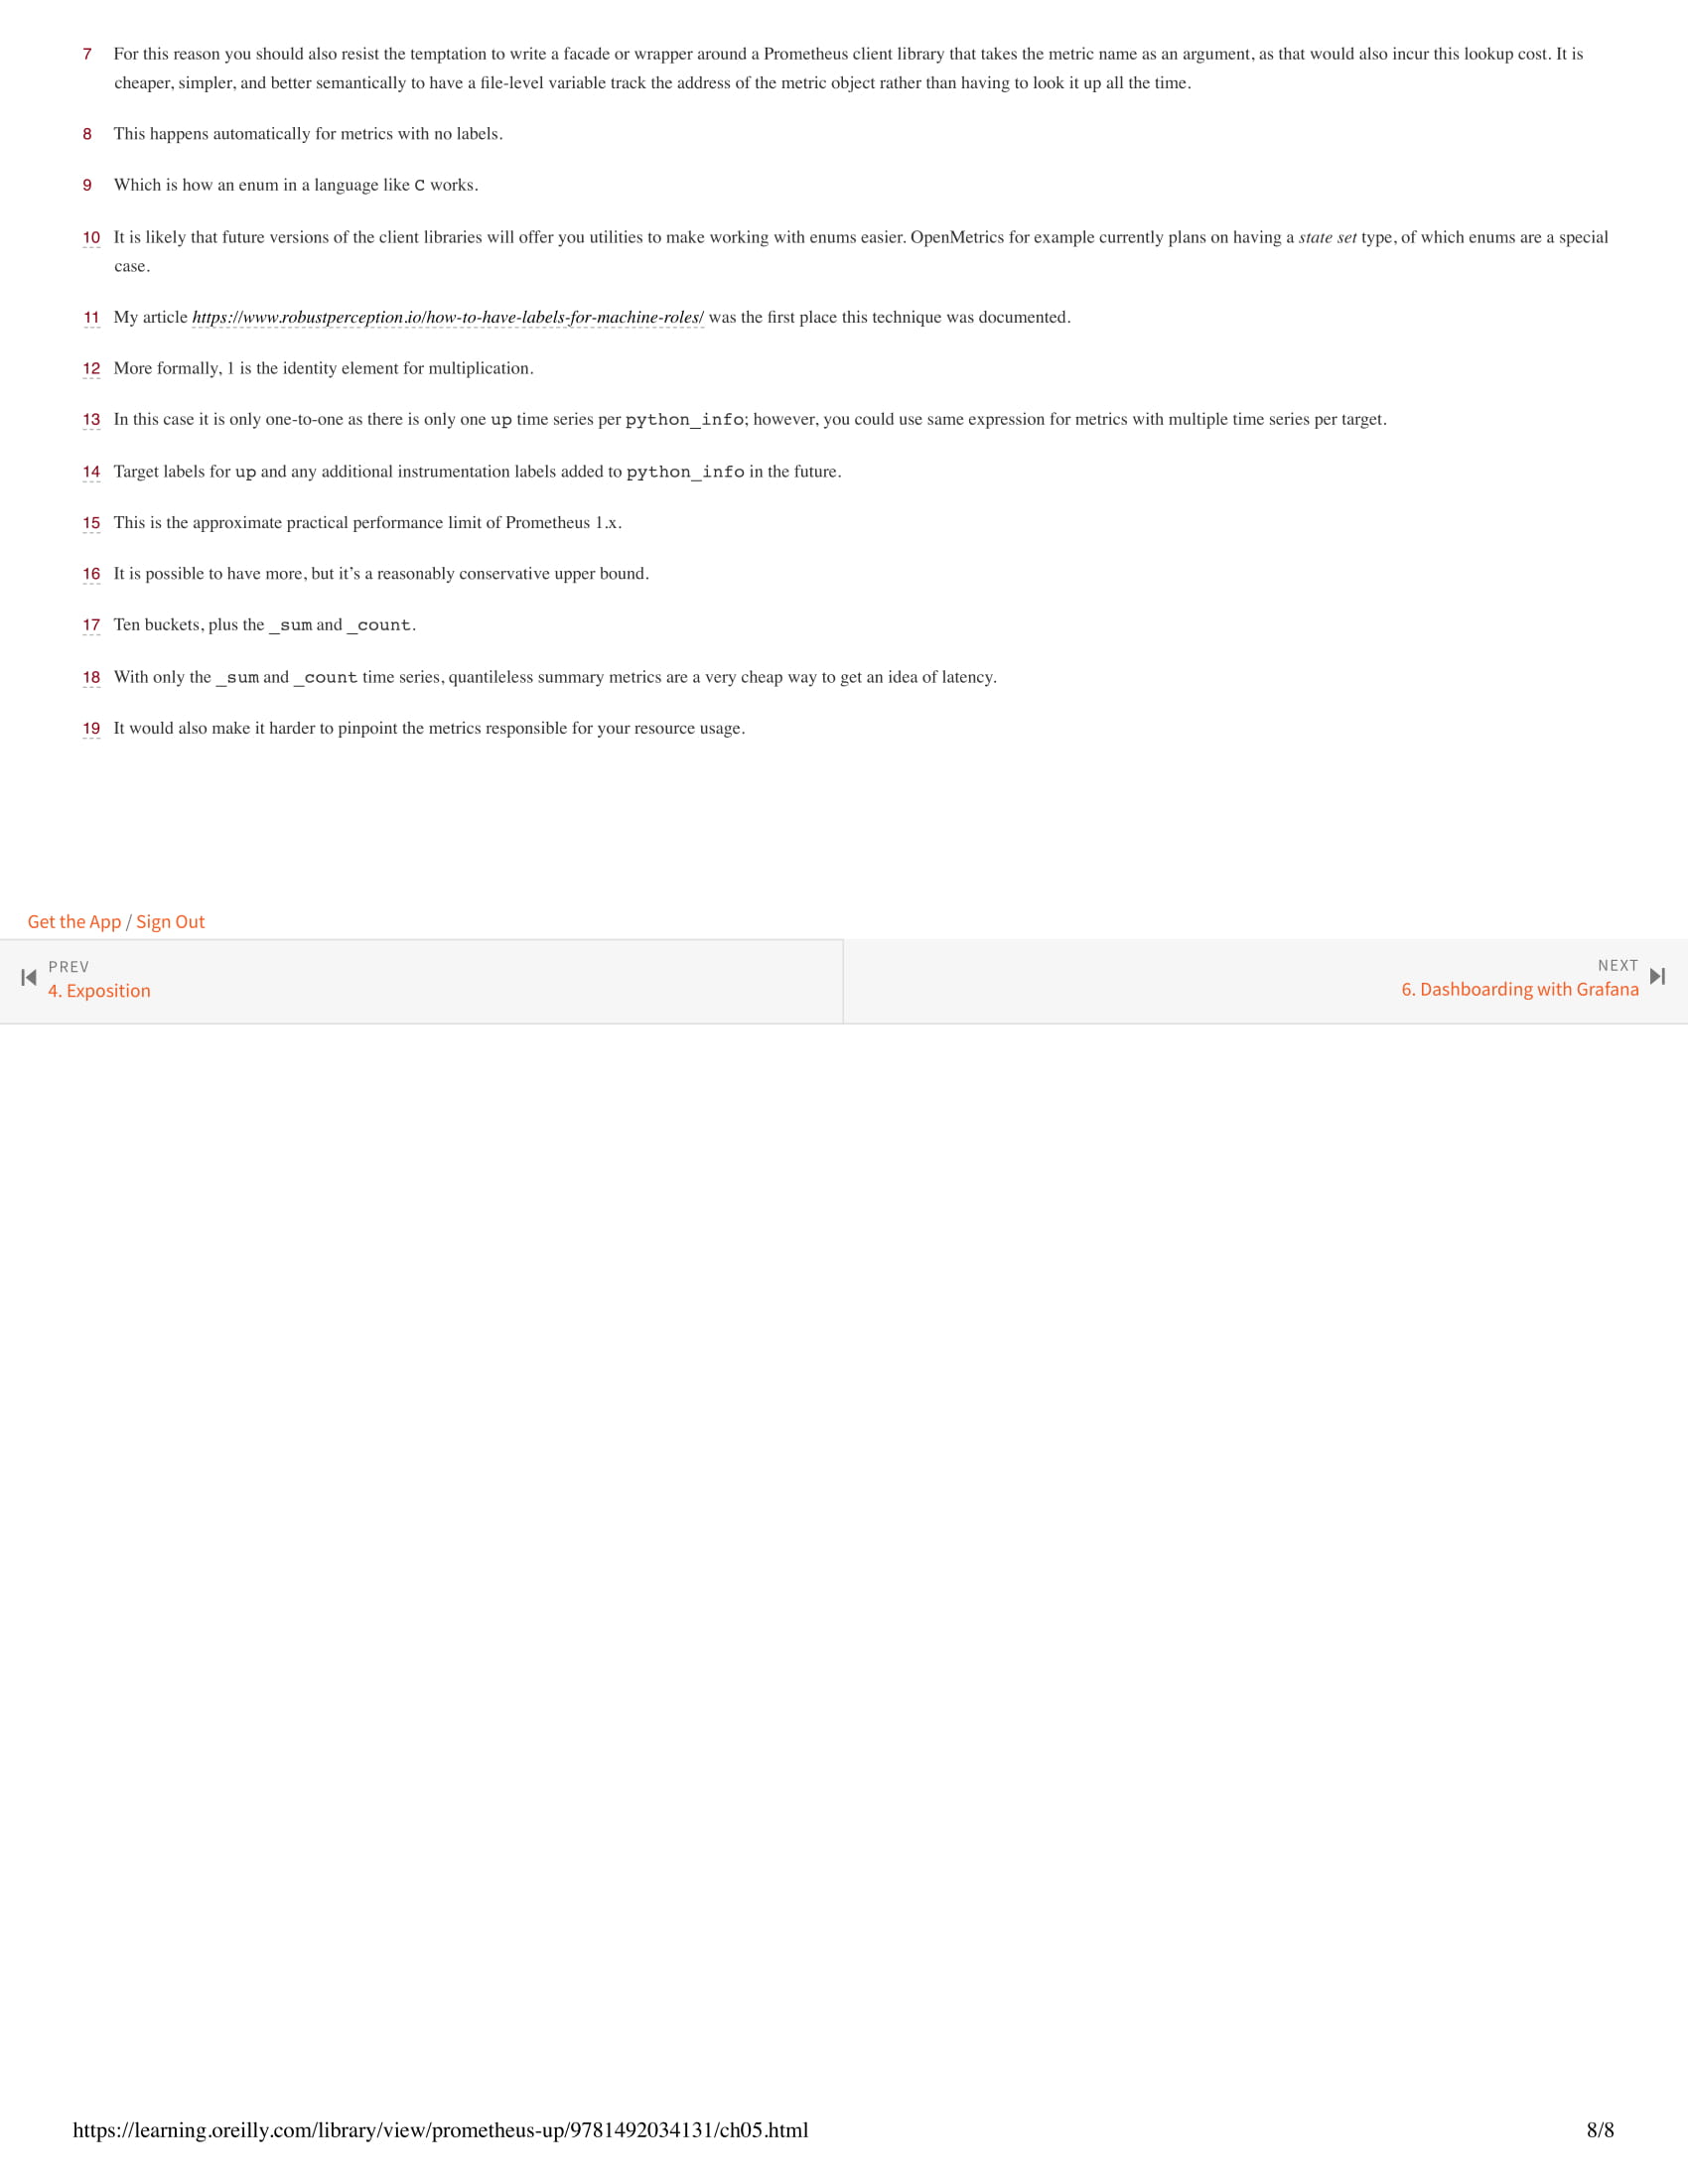 7 For this reason you should also resist the temptation to write a facade or wrapper around a Prometheus client library that takes the metric name as an argument, as that would also incur this lookup cost. It is
cheaper, simpler, and better semantically to have a file-level variable track the address of the metric object rather than having to look it up all the time.
8 This happens automatically for metrics with no labels.
9 Which is how an enum in a language like C works.
10 It is likely that future versions of the client libraries will offer you utilities to make working with enums easier. OpenMetrics for example currently plans on having a state set type, of which enums are a special
case.
11 My article https://www.robustperception.io/how-to-have-labels-for-machine-roles/ was the first place this technique was documented.
12 More formally, 1 is the identity element for multiplication.
13 In this case it is only one-to-one as there is only one up time series per python_info; however, you could use same expression for metrics with multiple time series per target.
14 Target labels for up and any additional instrumentation labels added to python_info in the future.
15 This is the approximate practical performance limit of Prometheus 1.x.
16 It is possible to have more, but it’s a reasonably conservative upper bound.
17 Ten buckets, plus the _sum and _count.
18 With only the _sum and _count time series, quantileless summary metrics are a very cheap way to get an idea of latency.
19 It would also make it harder to pinpoint the metrics responsible for your resource usage.
Get the App / Sign Out
PREV
4. Exposition
NEXT
6. Dashboarding with Grafana
https://learning.oreilly.com/library/view/prometheus-up/9781492034131/ch05.html 8/8